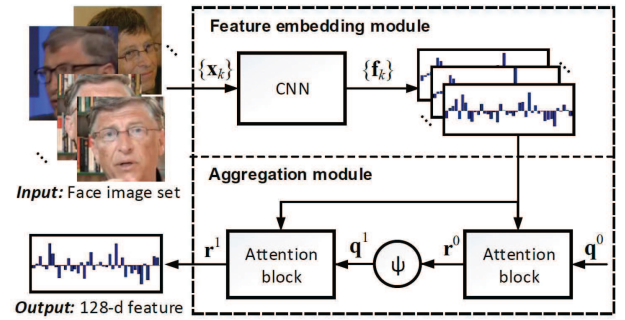 Feature embedding module
{x_k}
CNN
{f_k}
Input: Face image set
Aggregation module
Attention block
r^1
q^1
ψ
r^0
Attention block
q^0
Output: 128-d feature